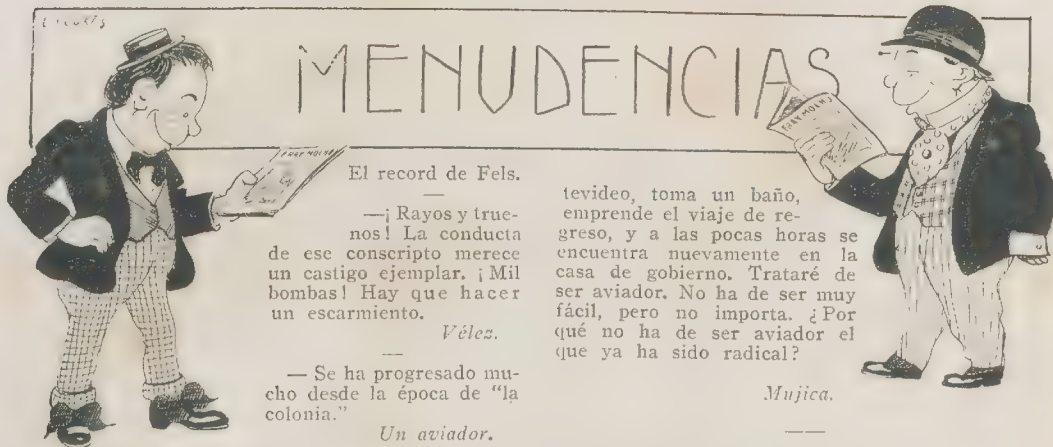 MENUDENCIAS
FRAY MOCHO
FRAY MOCHO
El record de Fels.
—¡Rayos y true-
nos! La conducta
de ese conscripto merece
un castigo ejemplar. ¡Mil
bombas! Hay que hacer
un escarmiento.
Vélez.
— Se ha progresado mu-
cho desde la época de "la
colonia."
Un aviador.
tevideo, toma un baño,
emprende el viaje de re-
greso, y a las pocas horas se
encuentra nuevamente en la
casa de gobierno. Trataré de
ser aviador. No ha de ser muy
fácil, pero no importa. ¿Por
qué no ha de ser aviador el
que ya ha sido radical?
Mujica.